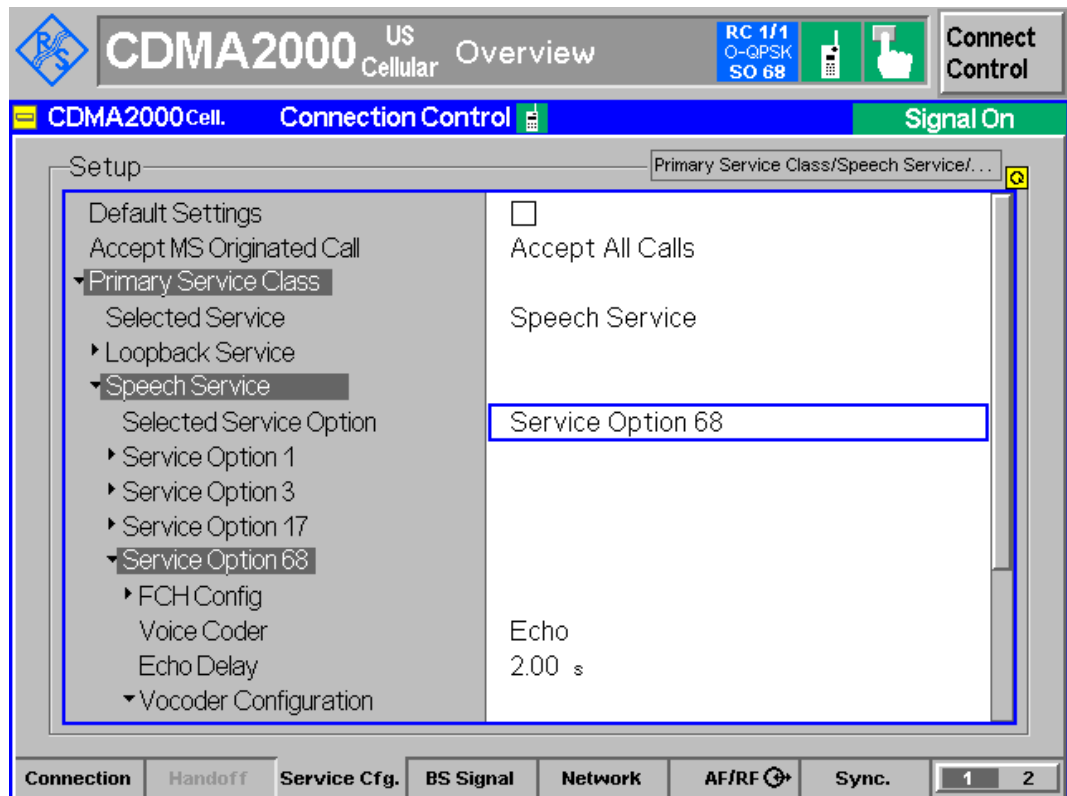 R S
CDMA2000 US Cellular Overview
RC 1/1
O-QPSK
SO 68
Connect
Control
CDMA2000 Cell. Connection Control Signal On
Setup Primary Service Class/Speech Service/...
Default Settings
Accept MS Originated Call Accept All Calls
Primary Service Class
Selected Service Speech Service
Loopback Service
Speech Service
Selected Service Option Service Option 68
Service Option 1
Service Option 3
Service Option 17
Service Option 68
FCH Config
Voice Coder Echo
Echo Delay 2.00 s
Vocoder Configuration
Connection Handoff Service Cfg. BS Signal Network AF/RF Sync. 1 2